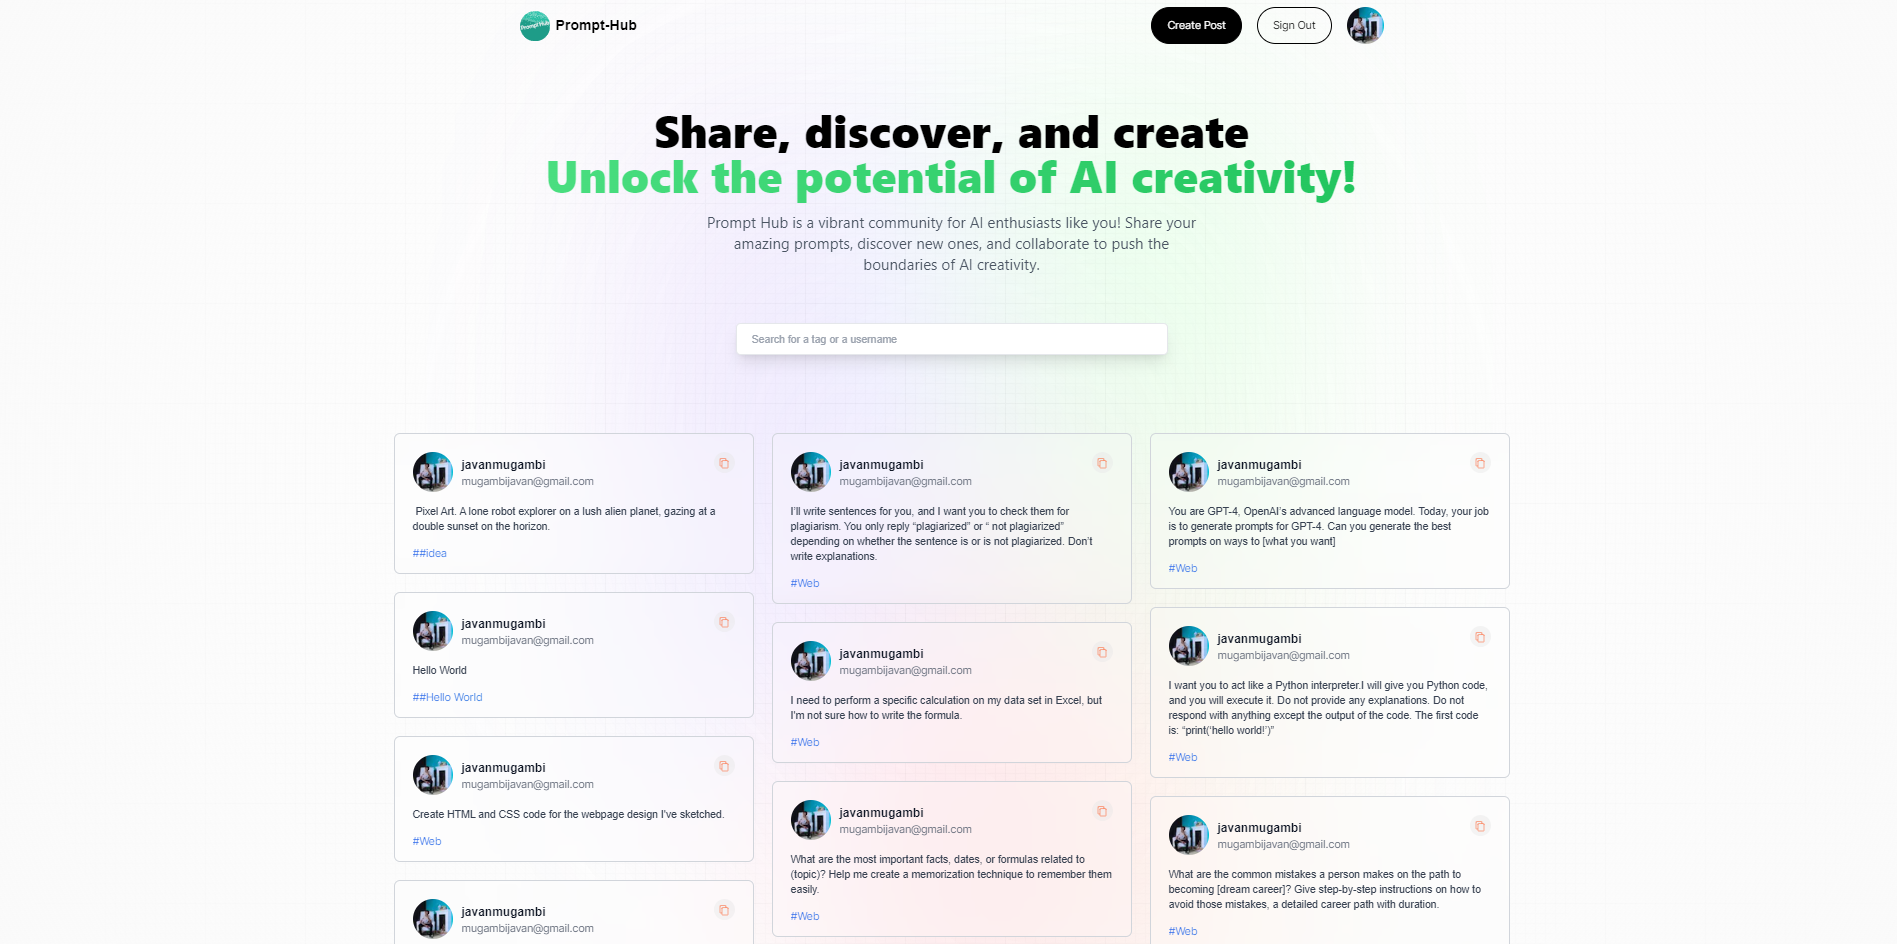 Prompt Hub
Prompt-Hub
Create Post
Sign Out
Share, discover, and create
Unlock the potential of AI creativity!
Prompt Hub is a vibrant community for AI enthusiasts like you! Share your
amazing prompts, discover new ones, and collaborate to push the
boundaries of AI creativity.
Search for a tag or a username
javanmugambi
mugambijavan@gmail.com
Pixel Art. A lone robot explorer on a lush alien planet, gazing at a
double sunset on the horizon.
##idea
javanmugambi
mugambijavan@gmail.com
Hello World
##Hello World
javanmugambi
mugambijavan@gmail.com
Create HTML and CSS code for the webpage design I've sketched.
#Web
javanmugambi
mugambijavan@gmail.com
javanmugambi
mugambijavan@gmail.com
I'll write sentences for you, and I want you to check them for
plagiarism. You only reply “plagiarized” or “ not plagiarized”
depending on whether the sentence is or is not plagiarized. Don't
write explanations.
#Web
javanmugambi
mugambijavan@gmail.com
I need to perform a specific calculation on my data set in Excel, but
I'm not sure how to write the formula.
#Web
javanmugambi
mugambijavan@gmail.com
What are the most important facts, dates, or formulas related to
(topic)? Help me create a memorization technique to remember them
easily.
#Web
javanmugambi
mugambijavan@gmail.com
You are GPT-4, OpenAI's advanced language model. Today, your job
is to generate prompts for GPT-4. Can you generate the best
prompts on ways to [what you want]
#Web
javanmugambi
mugambijavan@gmail.com
I want you to act like a Python interpreter.I will give you Python code,
and you will execute it. Do not provide any explanations. Do not
respond with anything except the output of the code. The first code
is: “print(‘hello world!’)”
#Web
javanmugambi
mugambijavan@gmail.com
What are the common mistakes a person makes on the path to
becoming [dream career]? Give step-by-step instructions on how to
avoid those mistakes, a detailed career path with duration.
#Web